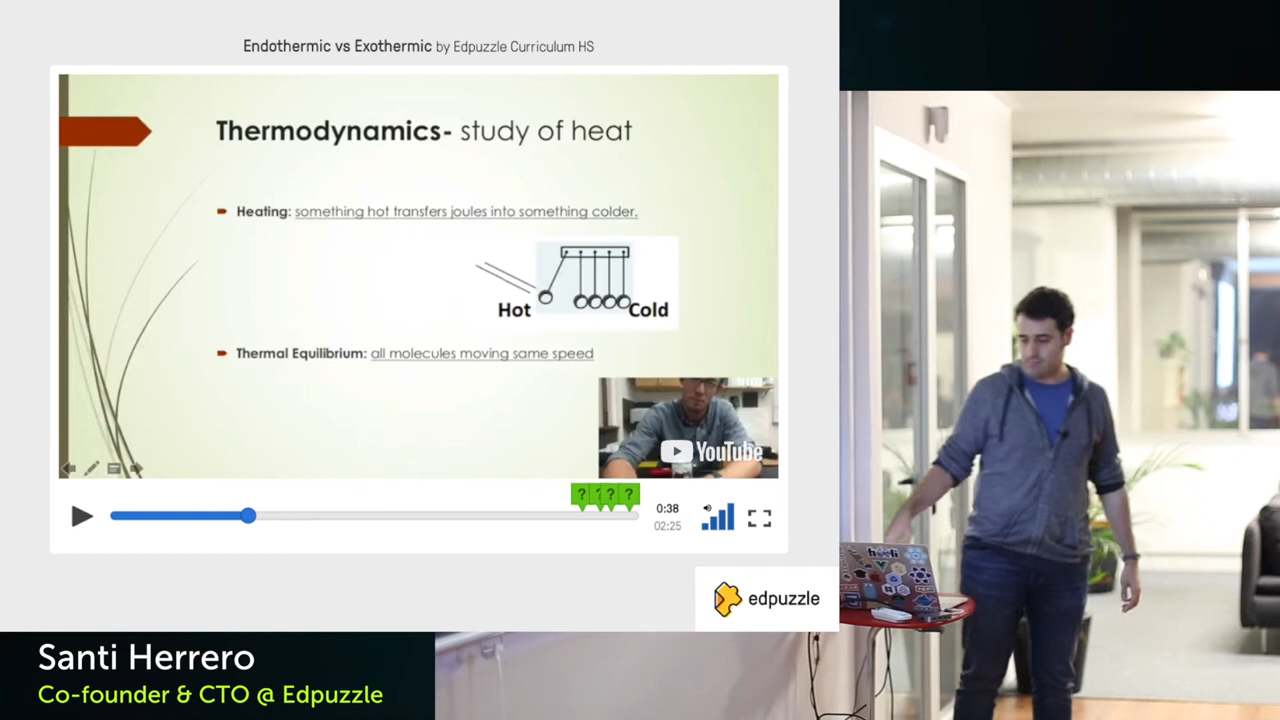 Endothermic vs Exothermic by Edpuzzle Curriculum HS
Thermodynamics- study of heat
Heating: something hot transfers joules into something colder.
Hot
Cold
Thermal Equilibrium: all molecules moving same speed
YouTube
? ? ? ?
0:38
02:25
edpuzzle
Santi Herrero
Co-founder & CTO @ Edpuzzle